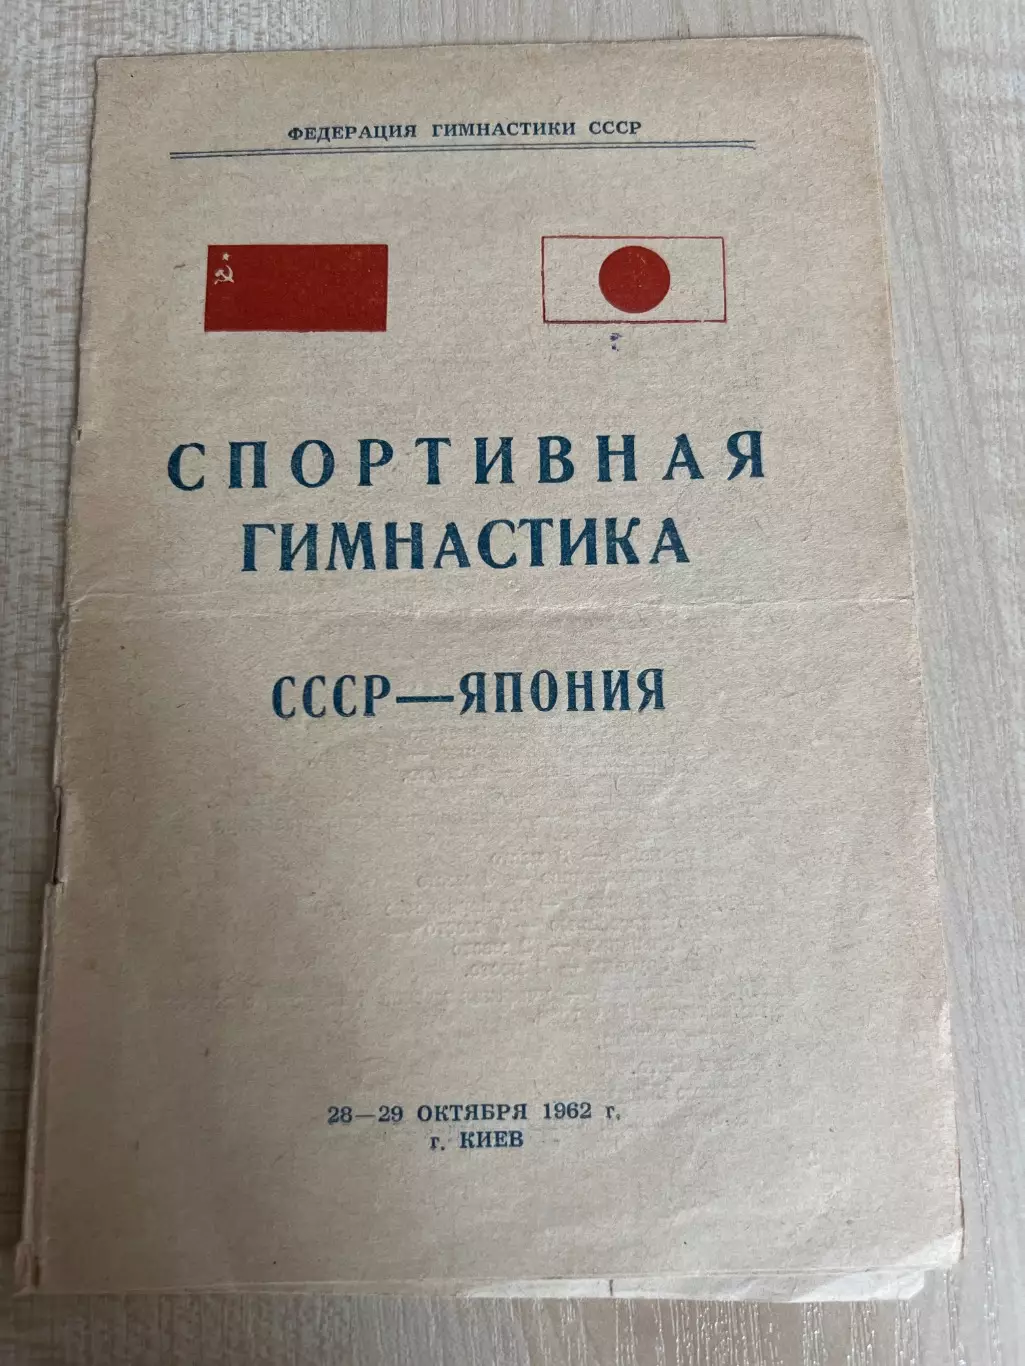 ФЕДЕРАЦИЯ ГИМНАСТИКИ СССР
СПОРТИВНАЯ
ГИМНАСТИКА
СССР—ЯПОНИЯ
28—29 ОКТЯБРЯ 1962 г.
г. КИЕВ